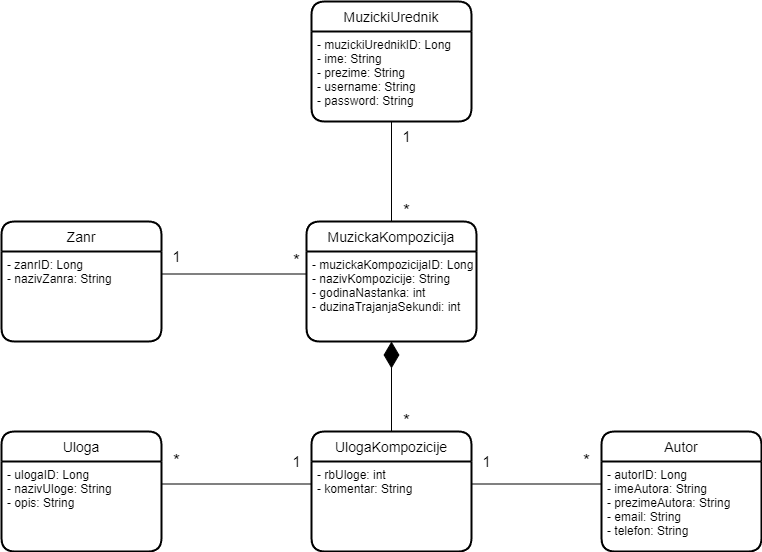 MuzickiUrednik
- muzickiUrednikID: Long
- ime: String
- prezime: String
- username: String
- password: String
1
*
Zanr
- zanrID: Long
- nazivZanra: String
1
*
MuzickaKompozicija
- muzickaKompozicijaID: Long
- nazivKompozicije: String
- godinaNastanka: int
- duzinaTrajanjaSekundi: int
*
Uloga
- ulogaID: Long
- nazivUloge: String
- opis: String
*
1
UlogaKompozicije
- rbUloge: int
- komentar: String
1
*
Autor
- autorID: Long
- imeAutora: String
- prezimeAutora: String
- email: String
- telefon: String